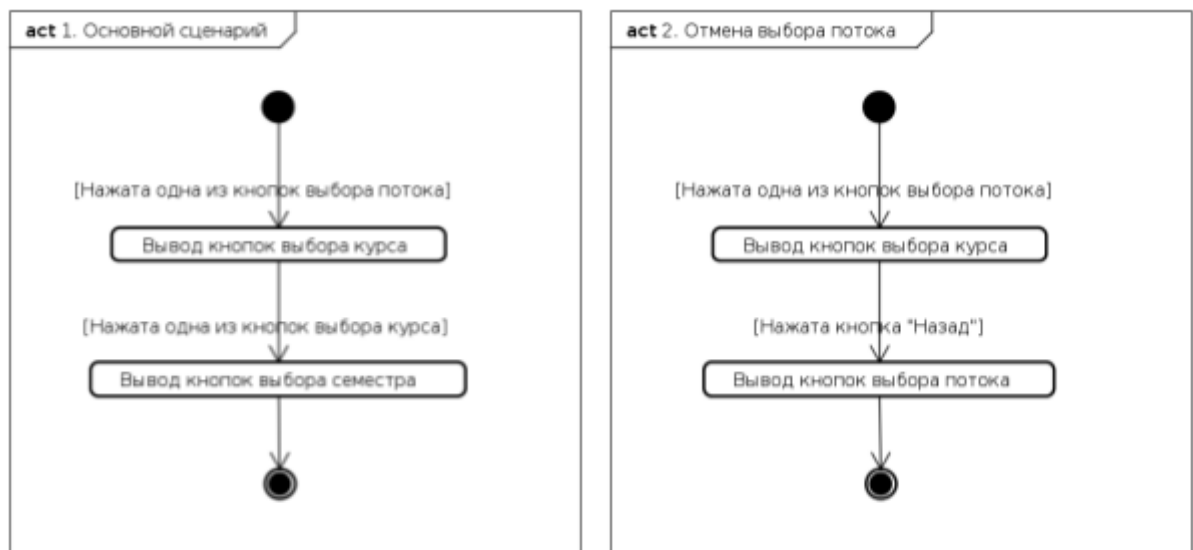 act 1. Основной сценарий
[Нажата одна из кнопок выбора потока]
Вывод кнопок выбора курса
[Нажата одна из кнопок выбора курса]
Вывод кнопок выбора семестра
act 2. Отмена выбора потока
[Нажата одна из кнопок выбора потока]
Вывод кнопок выбора курса
[Нажата кнопка "Назад"]
Вывод кнопок выбора потока